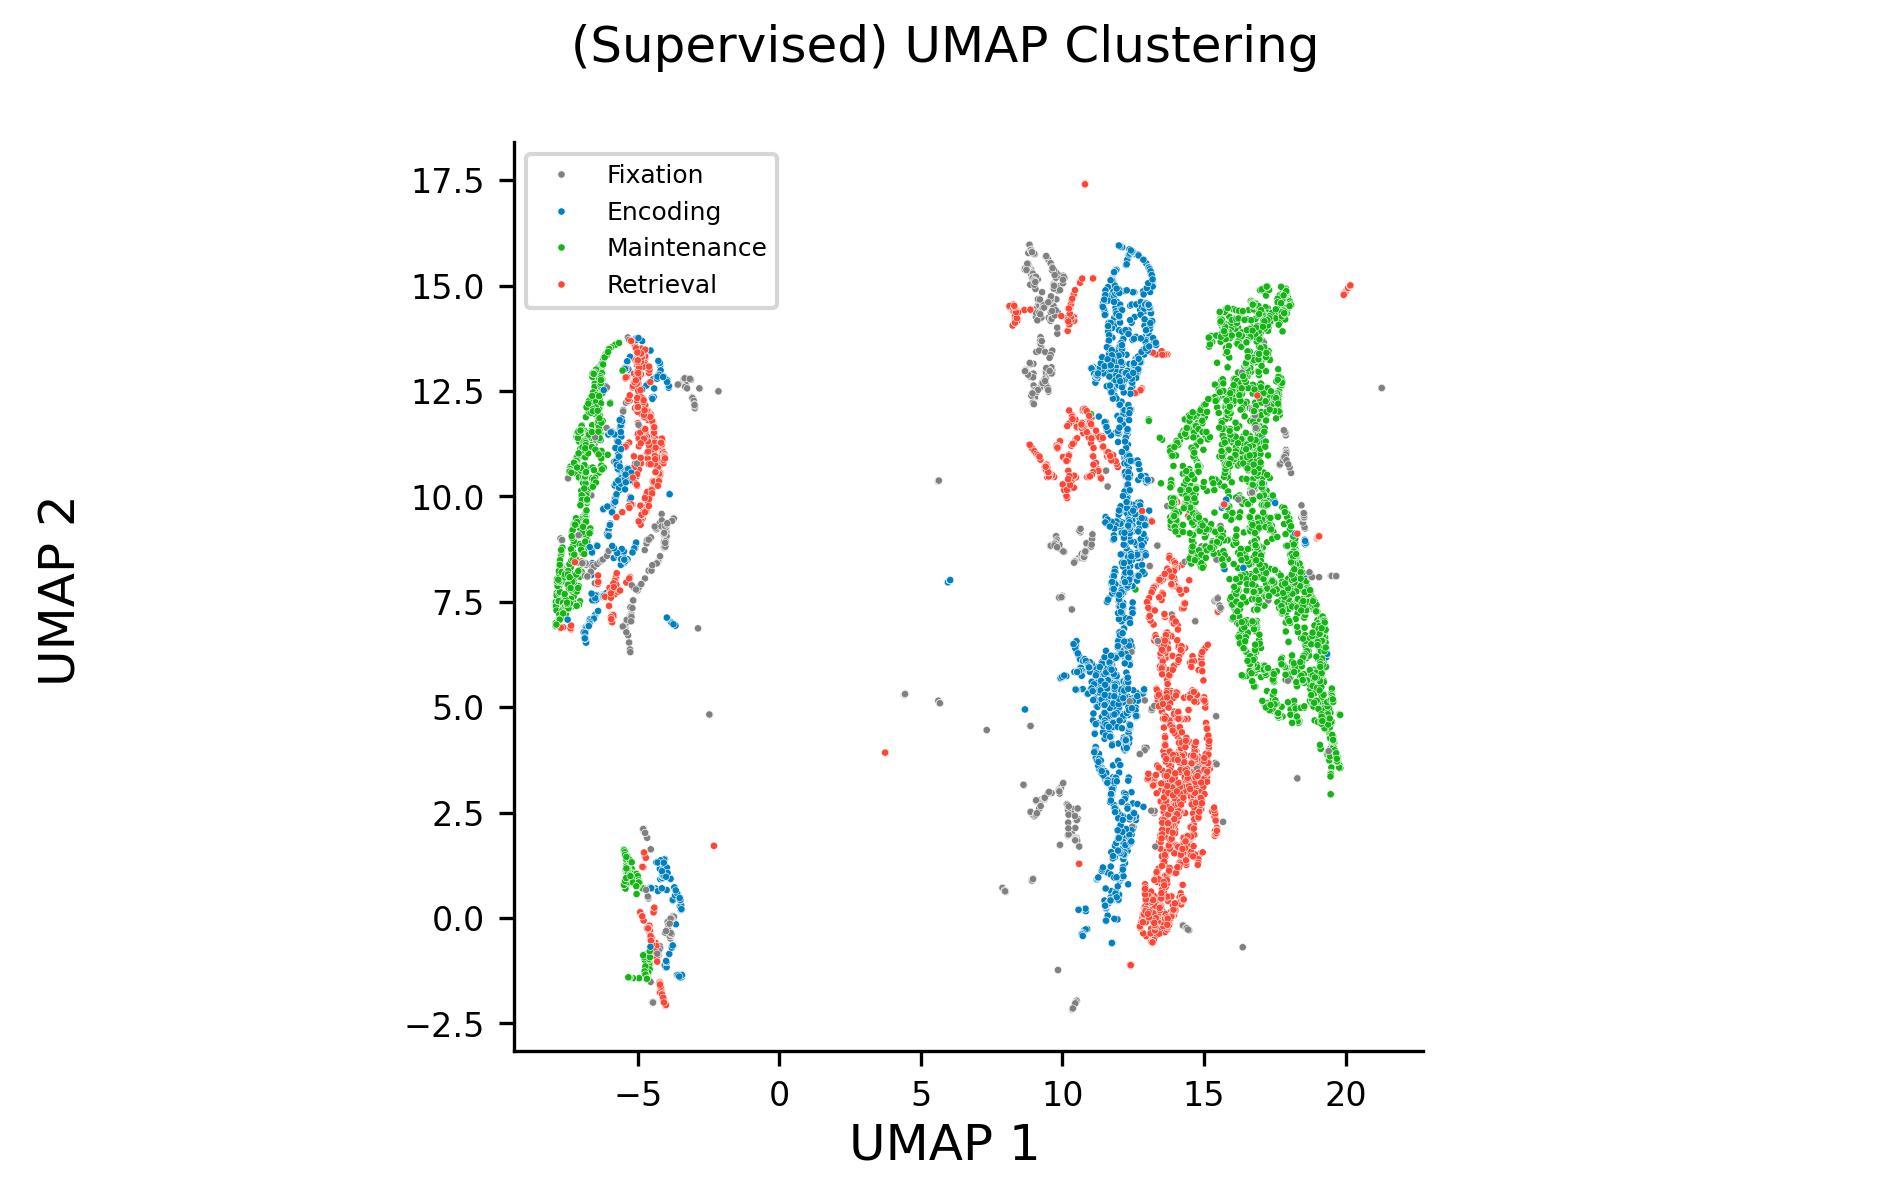 (Supervised) UMAP Clustering
Fixation
Encoding
Maintenance
Retrieval
17.5
15.0
12.5
10.0
7.5
5.0
2.5
0.0
−2.5
UMAP 2
−5 0 5 10 15 20
UMAP 1